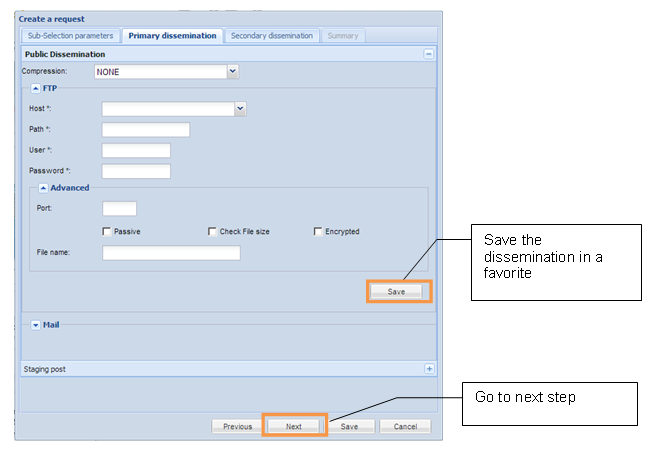 Create a request
Sub-Selection parameters Primary dissemination Secondary dissemination Summary
Public Dissemination
Compression: NONE
FTP
Host *:
Path *:
User *:
Password *:
Advanced
Port:
Passive Check File size Encrypted
File name:
Save
Save the
dissemination in a
favorite
Mail
Staging post
Go to next step
Previous Next Save Cancel